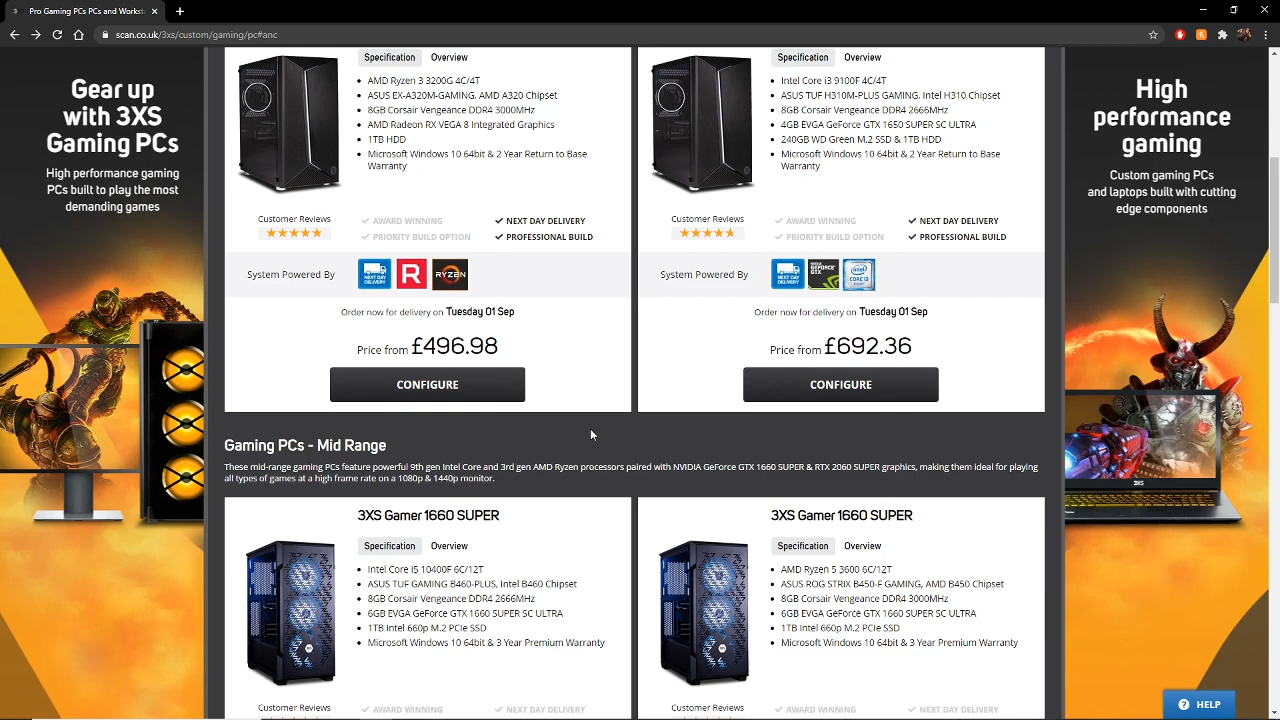 Pro Gaming PCs PCs and Workst
scan.co.uk/3xs/custom/gaming/pc#anc
Gear up
with 3XS
Gaming PCs
High performance gaming
PCs built to play the most
demanding games
Specification Overview
AMD Ryzen 3 3200G 4C/4T
ASUS EX-A320M-GAMING, AMD A320 Chipset
8GB Corsair Vengeance DDR4 3000MHz
AMD Radeon RX VEGA 8 Integrated Graphics
1TB HDD
Microsoft Windows 10 64bit & 2 Year Return to Base
Warranty
Customer Reviews
AWARD WINNING NEXT DAY DELIVERY
PRIORITY BUILD OPTION PROFESSIONAL BUILD
System Powered By
NEXT DAY
DELIVERY
R
RYZEN
Order now for delivery on Tuesday 01 Sep
Price from £496.98
CONFIGURE
Specification Overview
Intel Core i3 9100F 4C/4T
ASUS TUF H310M-PLUS GAMING, Intel H310 Chipset
8GB Corsair Vengeance DDR4 2666MHz
4GB EVGA GeForce GTX 1650 SUPER SC ULTRA
240GB WD Green M.2 SSD & 1TB HDD
Microsoft Windows 10 64bit & 2 Year Return to Base
Warranty
Customer Reviews
AWARD WINNING NEXT DAY DELIVERY
PRIORITY BUILD OPTION PROFESSIONAL BUILD
System Powered By
NEXT DAY
DELIVERY
GEFORCE
GTX
intel
CORE i3
Order now for delivery on Tuesday 01 Sep
Price from £692.36
CONFIGURE
High
performance
gaming
Custom gaming PCs
and laptops built with cutting
edge components
3XS
Gaming PCs - Mid Range
These mid-range gaming PCs feature powerful 9th gen Intel Core and 3rd gen AMD Ryzen processors paired with NVIDIA GeForce GTX 1660 SUPER & RTX 2060 SUPER graphics, making them ideal for playing
all types of games at a high frame rate on a 1080p & 1440p monitor.
3XS Gamer 1660 SUPER
Specification Overview
Intel Core i5 10400F 6C/12T
ASUS TUF GAMING B460-PLUS, Intel B460 Chipset
8GB Corsair Vengeance DDR4 2666MHz
6GB EVGA GeForce GTX 1660 SUPER SC ULTRA
1TB Intel 660p M.2 PCIe SSD
Microsoft Windows 10 64bit & 3 Year Premium Warranty
Customer Reviews
AWARD WINNING NEXT DAY DELIVERY
3XS Gamer 1660 SUPER
Specification Overview
AMD Ryzen 5 3600 6C/12T
ASUS ROG STRIX B450-F GAMING, AMD B450 Chipset
8GB Corsair Vengeance DDR4 3000MHz
6GB EVGA GeForce GTX 1660 SUPER SC ULTRA
1TB Intel 660p M.2 PCIe SSD
Microsoft Windows 10 64bit & 3 Year Premium Warranty
Customer Reviews
AWARD WINNING NEXT DAY DELIVERY
HELP